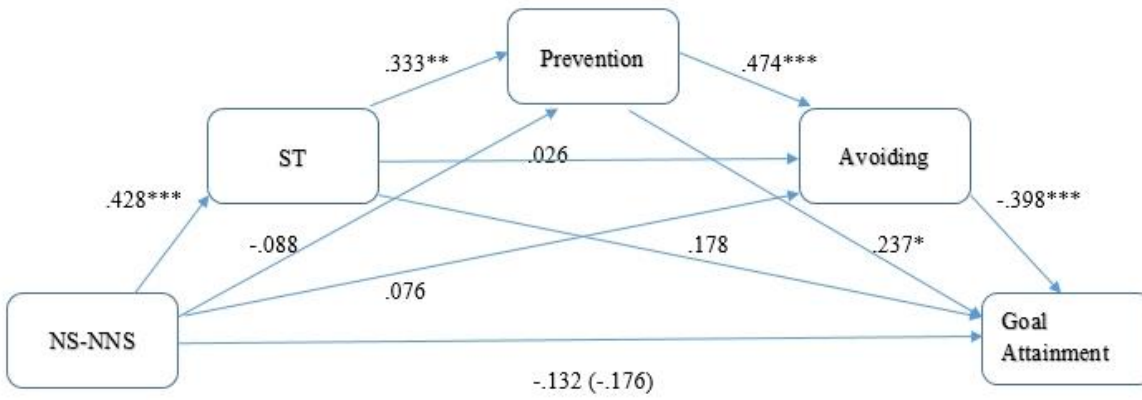 Prevention
.333**
.474***
ST
.026
Avoiding
.428***
-.398***
-.088
.178
.237*
.076
NS-NNS
Goal
Attainment
-.132 (-.176)